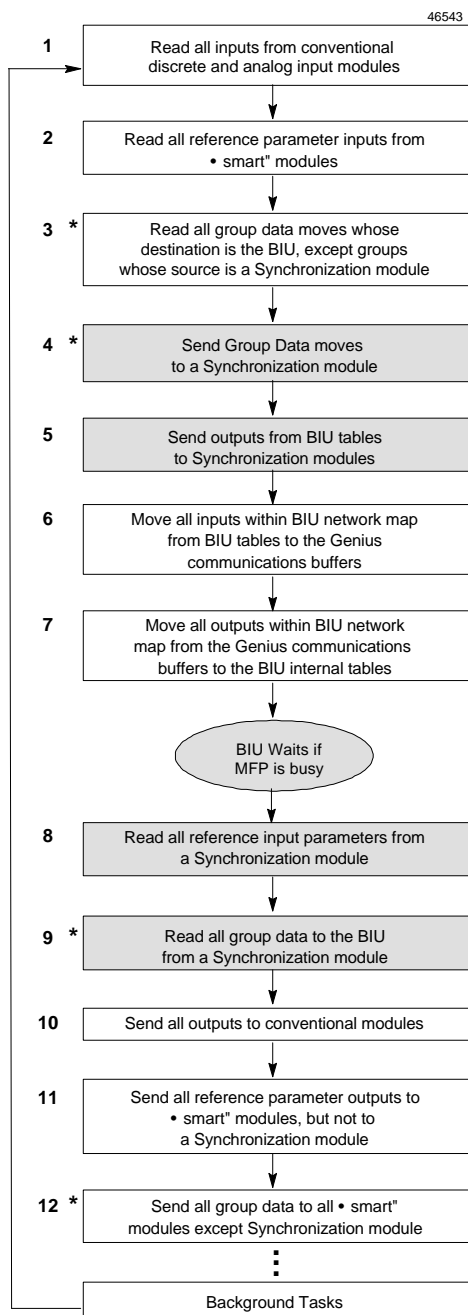 46543
1
Read all inputs from conventional
discrete and analog input modules
2
Read all reference parameter inputs from
• smart" modules
3 *
Read all group data moves whose
destination is the BIU, except groups
whose source is a Synchronization module
4 *
Send Group Data moves
to a Synchronization module
5
Send outputs from BIU tables
to Synchronization modules
6
Move all inputs within BIU network map
from BIU tables to the Genius
communications buffers
7
Move all outputs within BIU network
map from the Genius communications
buffers to the BIU internal tables
BIU Waits if
MFP is busy
8
Read all reference input parameters from
a Synchronization module
9 *
Read all group data to the BIU
from a Synchronization module
10
Send all outputs to conventional modules
11
Send all reference parameter outputs to
• smart" modules, but not to
a Synchronization module
12 *
Send all group data to all • smart"
modules except Synchronization module
Background Tasks